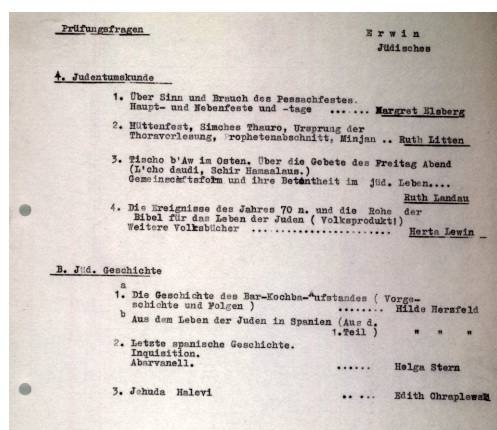 Prüfungsfragen
Erwin
Jüdisches
A. Judentumskunde
1. Über Sinn und Brauch des Pessachfestes.
Haupt- und Nebenfeste und -tage ....... Margret Elsberg
2. Hüttenfest, Simches Thauro, Ursprung der
Thoraverlesung, Prophetenabschnitt, Minjan .. Ruth Litten
3. Tischo b'Aw im Osten. Über die Gebete des Freitag Abend
(L'cho daudi, Schir Hamaalaus.)
Gemeinschaftsform und ihre Betontheit im jüd. Leben....
Ruth Landau
4. Die Ereignisse des Jahres 70 n. und die Rohe der
Bibel für das Leben der Juden ( Volksprodukt!)
Weitere Volksbücher ........................ Herta Lewin
B. Jüd. Geschichte
a
1. Die Geschichte des Bar-Kochba-Aufstandes ( Vorge-
schichte und Folgen ) ........ Hilde Herzfeld
b
Aus dem Leben der Juden in Spanien (Aus d.
1.Teil ) " " "
2. Letzte spanische Geschichte.
Inquisition.
Abarvanell. ...... Helga Stern
3. Jehuda Halevi .. ... Edith Chraplewski